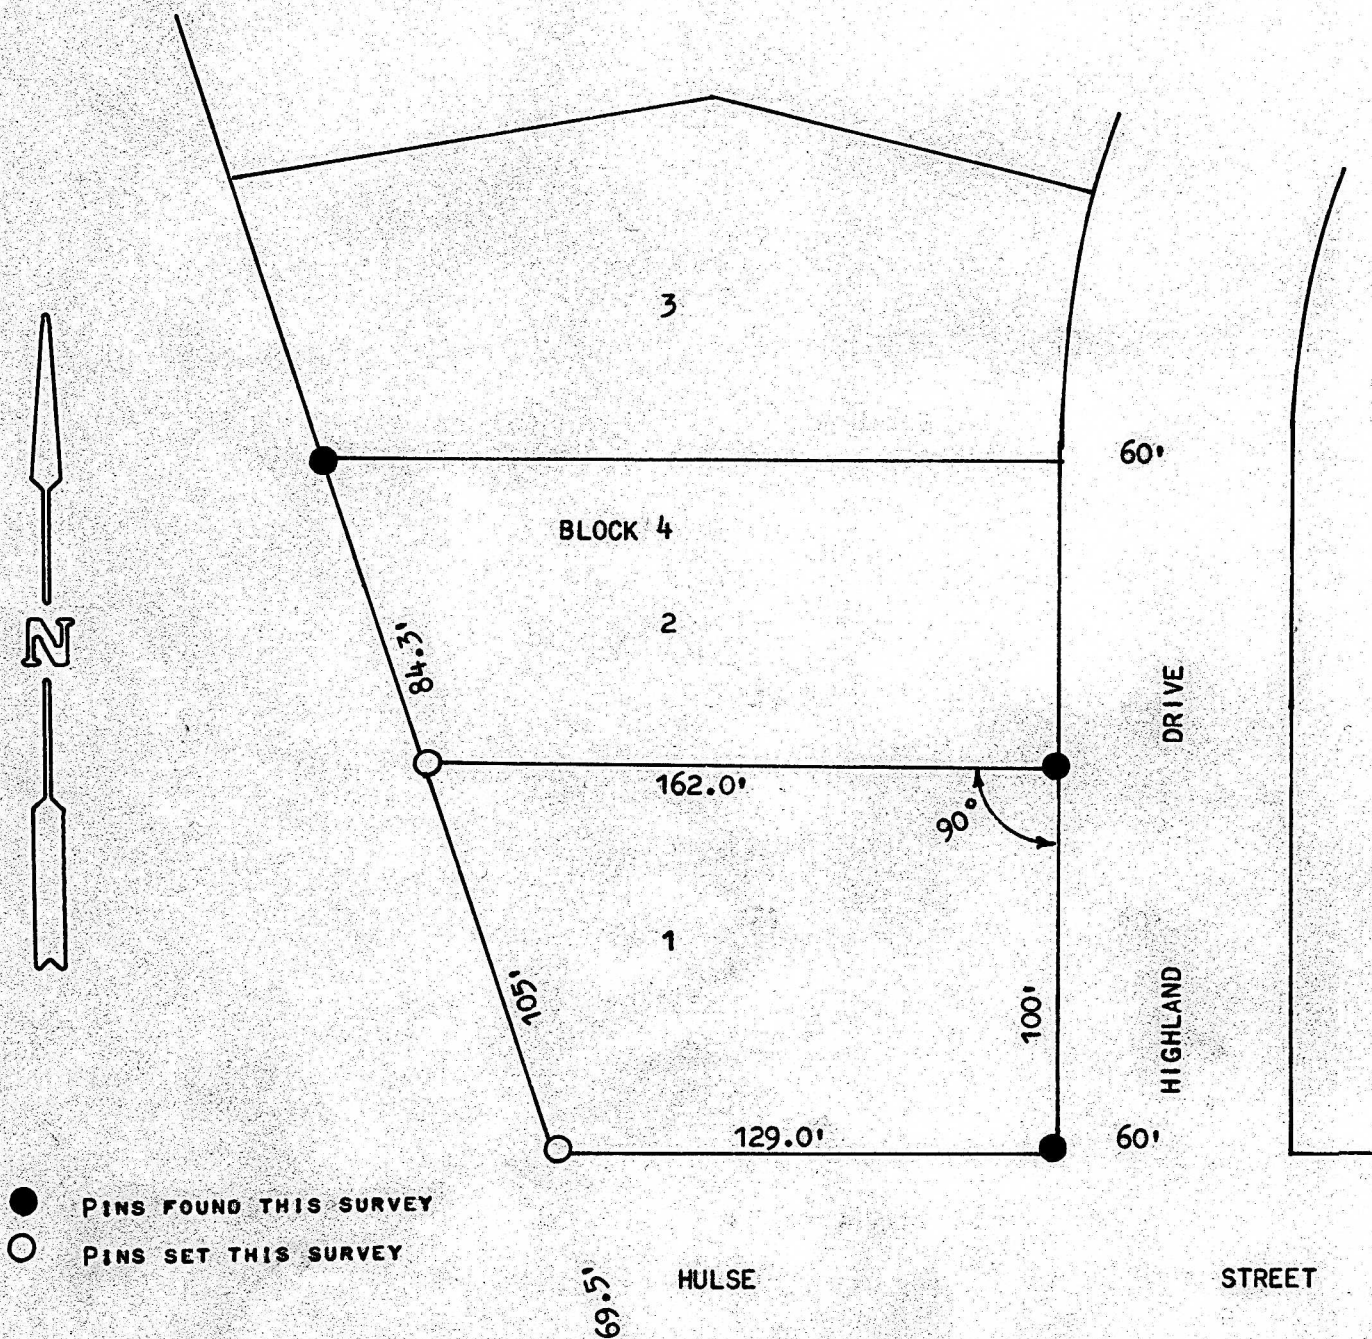 3
60'
BLOCK 4
N
84.3'
2
DRIVE
162.0'
90°
1
105'
100'
HIGHLAND
129.0'
60'
PINS FOUND THIS SURVEY
PINS SET THIS SURVEY
69.5'
HULSE STREET